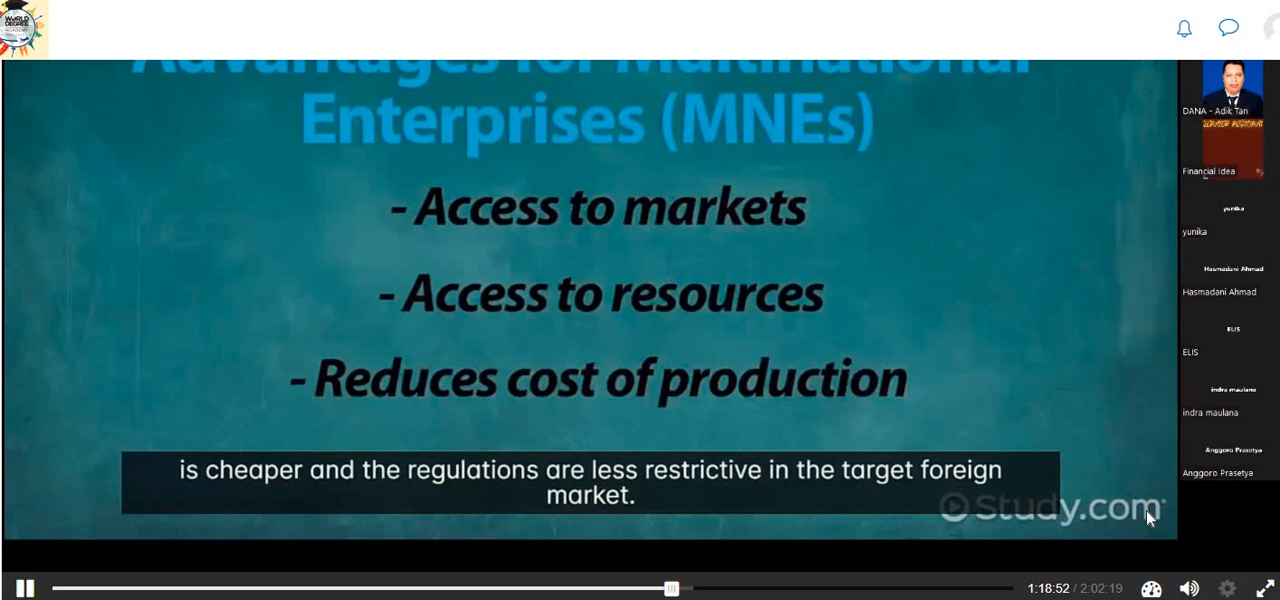 WORLD
DEGREE
ACADEMY
Advantages for Multinational
Enterprises (MNEs)
- Access to markets
- Access to resources
- Reduces cost of production
is cheaper and the regulations are less restrictive in the target foreign
market.
Study.com
DANA - Adik Tan
Financial Idea
yunika
yunika
Hasmadani Ahmad
Hasmadani Ahmad
ELIS
ELIS
indra maulana
indra maulana
Anggoro Prasetya
Anggoro Prasetya
1:18:52 / 2:02:19